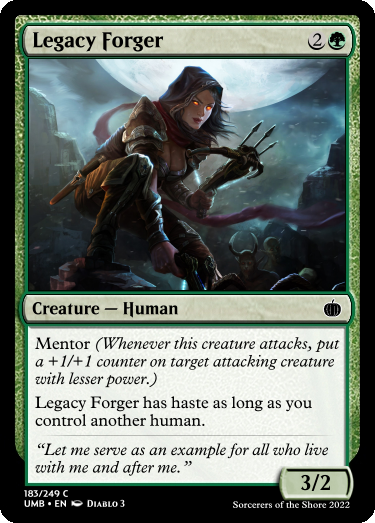 Legacy Forger 2
Creature — Human
Mentor (Whenever this creature attacks, put
a +1/+1 counter on target attacking creature
with lesser power.)
Legacy Forger has haste as long as you
control another human.
“Let me serve as an example for all who live
with me and after me.”
3/2
183/249 C
UMB • EN Diablo 3
Sorcerers of the Shore 2022